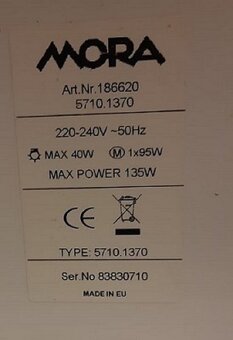 MORA
Art.Nr.186620
5710.1370
220-240V ~50Hz
MAX 40W M 1x95W
MAX POWER 135W
CE
TYPE: 5710.1370
Ser.No 83830710
MADE IN EU